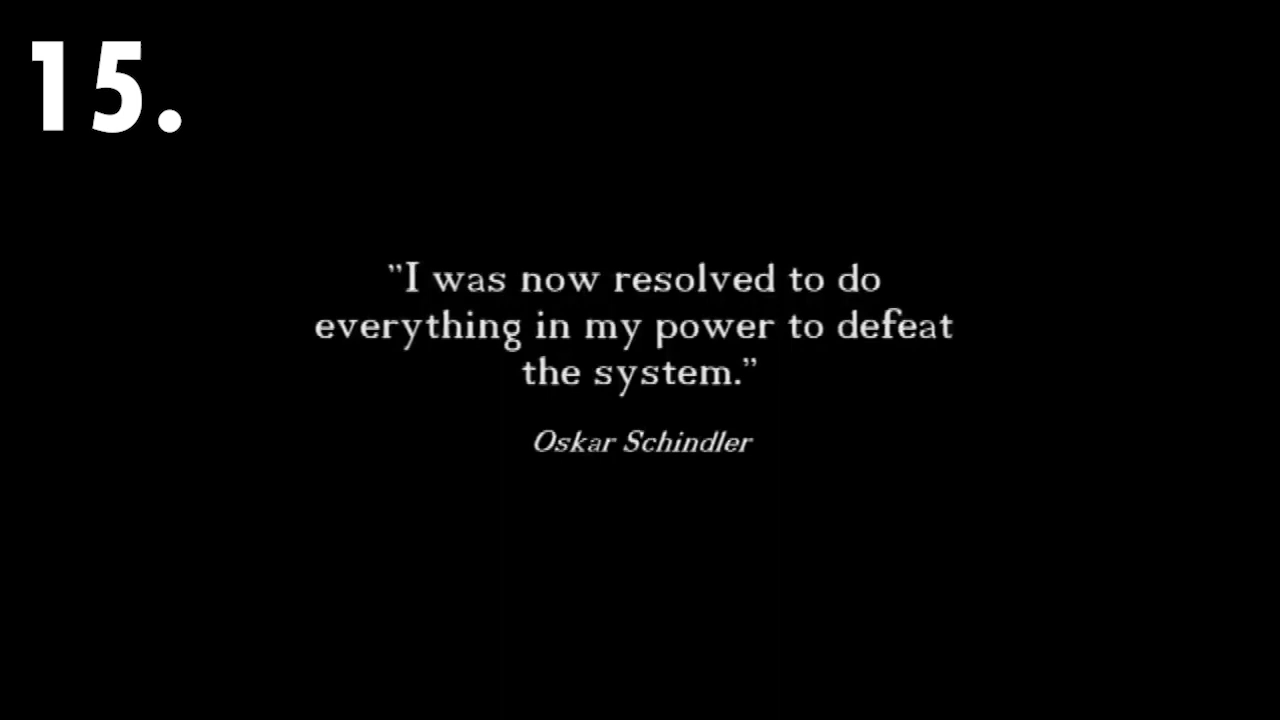 15.
"I was now resolved to do
everything in my power to defeat
the system.”
Oskar Schindler